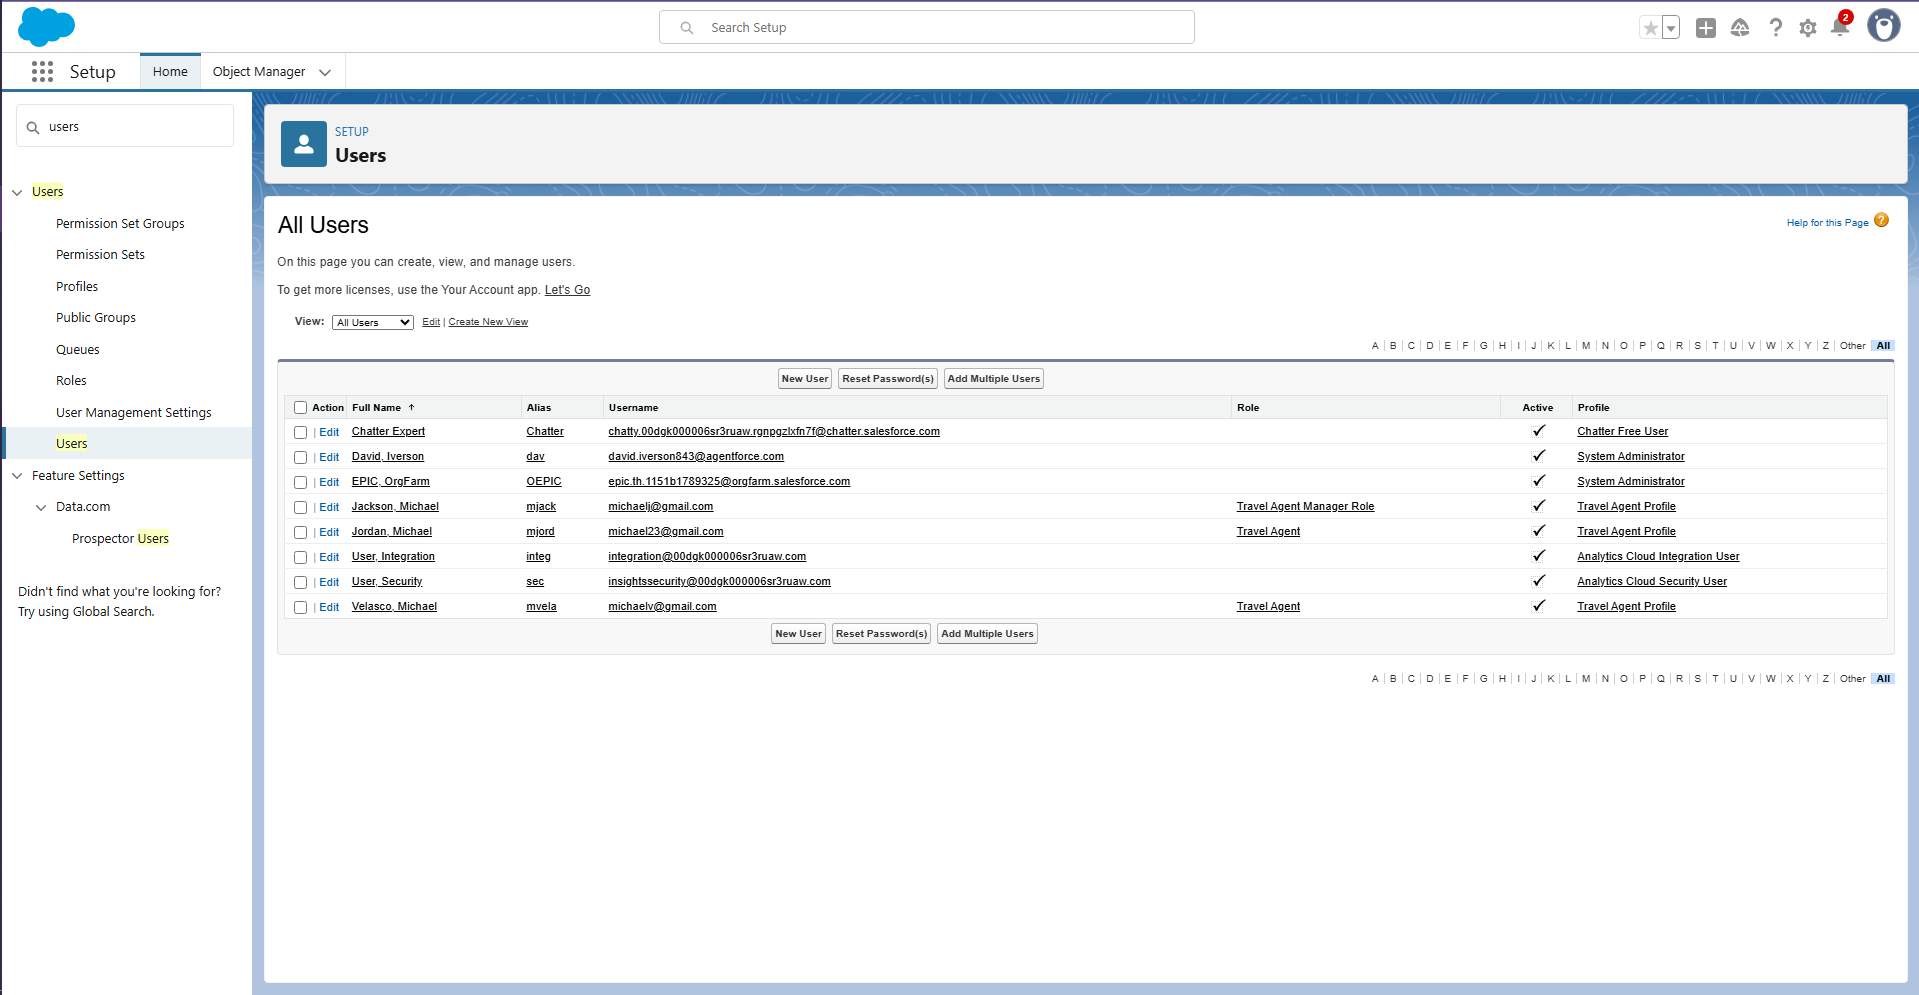 Search Setup
2
Setup
Home
Object Manager
users
Users
Permission Set Groups
Permission Sets
Profiles
Public Groups
Queues
Roles
User Management Settings
Users
Feature Settings
Data.com
Prospector Users
Didn't find what you're looking for?
Try using Global Search.
SETUP
Users
All Users
Help for this Page ?
On this page you can create, view, and manage users.
To get more licenses, use the Your Account app. Let's Go
View: All Users Edit | Create New View
A | B | C | D | E | F | G | H | I | J | K | L | M | N | O | P | Q | R | S | T | U | V | W | X | Y | Z | Other | All
New User Reset Password(s) Add Multiple Users
Action Full Name ↑ Alias Username Role Active Profile
| Edit Chatter Expert Chatter chatty.00dgk000006sr3ruaw.rgnpgzlxfn7f@chatter.salesforce.com ✓ Chatter Free User
| Edit David, Iverson dav david.iverson843@agentforce.com ✓ System Administrator
| Edit EPIC, OrgFarm OEPIC epic.th.1151b1789325@orgfarm.salesforce.com ✓ System Administrator
| Edit Jackson, Michael mjack michaelj@gmail.com Travel Agent Manager Role ✓ Travel Agent Profile
| Edit Jordan, Michael mjord michael23@gmail.com Travel Agent ✓ Travel Agent Profile
| Edit User, Integration integ integration@00dgk000006sr3ruaw.com ✓ Analytics Cloud Integration User
| Edit User, Security sec insightssecurity@00dgk000006sr3ruaw.com ✓ Analytics Cloud Security User
| Edit Velasco, Michael mvela michaelv@gmail.com Travel Agent ✓ Travel Agent Profile
New User Reset Password(s) Add Multiple Users
A | B | C | D | E | F | G | H | I | J | K | L | M | N | O | P | Q | R | S | T | U | V | W | X | Y | Z | Other | All